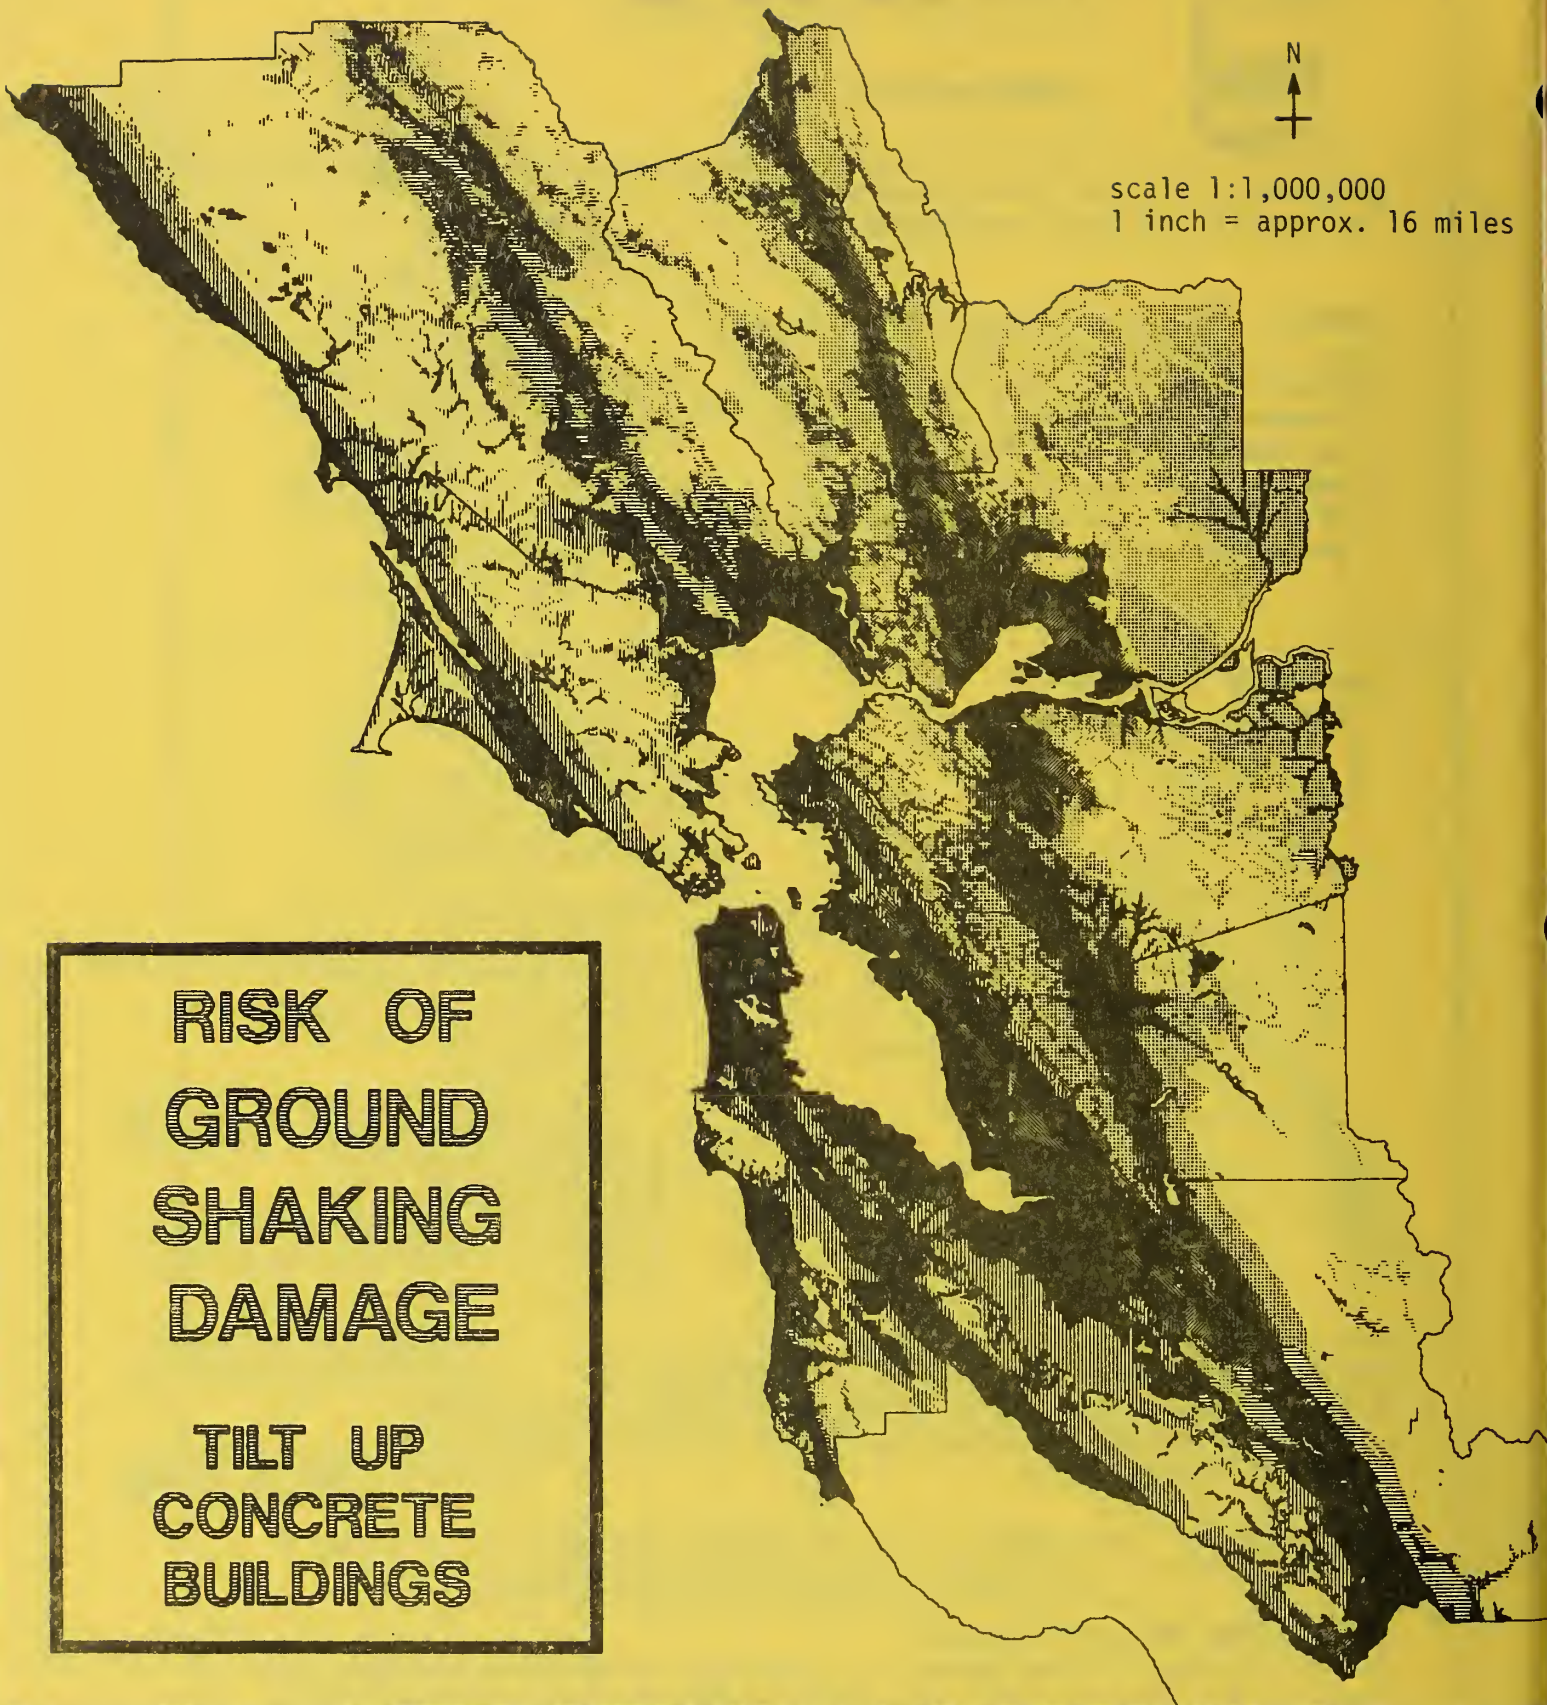 N
scale 1:1,000,000
1 inch = approx. 16 miles
RISK OF
GROUND
SHAKING
DAMAGE
TILT UP
CONCRETE
BUILDINGS